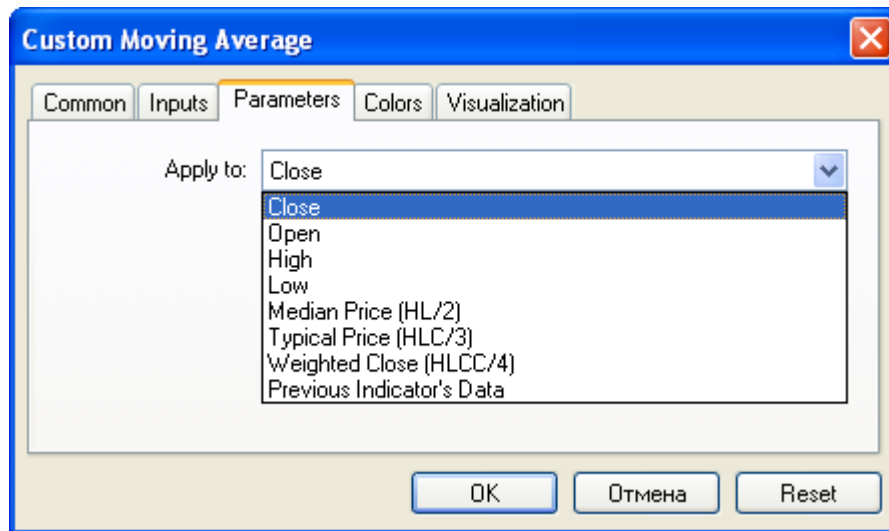 Custom Moving Average
Common Inputs Parameters Colors Visualization
Apply to: Close
Close
Open
High
Low
Median Price (HL/2)
Typical Price (HLC/3)
Weighted Close (HLCC/4)
Previous Indicator's Data
OK Отмена Reset